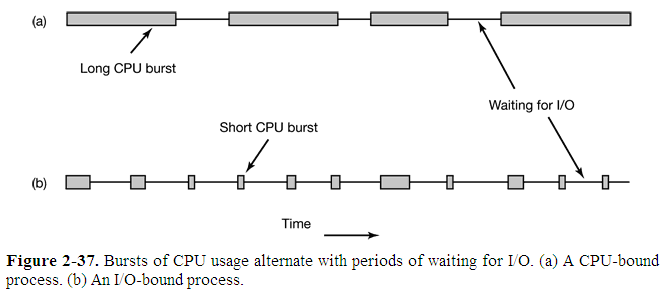 (a)
Long CPU burst
Waiting for I/O
Short CPU burst
(b)
Time
Figure 2-37. Bursts of CPU usage alternate with periods of waiting for I/O. (a) A CPU-bound
process. (b) An I/O-bound process.